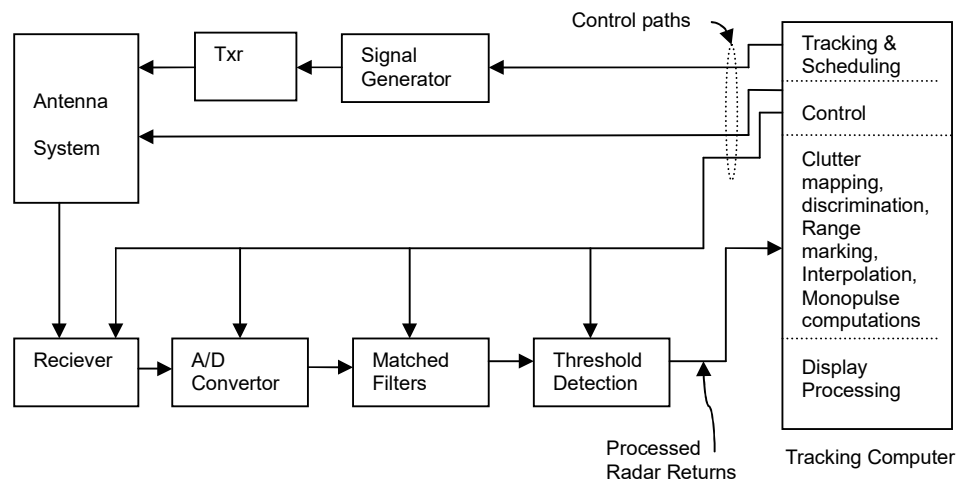 Control paths
Txr
Signal
Generator
Tracking &
Scheduling
Antenna
System
Control
Clutter
mapping,
discrimination,
Range
marking,
Interpolation,
Monopulse
computations
Reciever
A/D
Convertor
Matched
Filters
Threshold
Detection
Display
Processing
Processed
Radar Returns
Tracking Computer